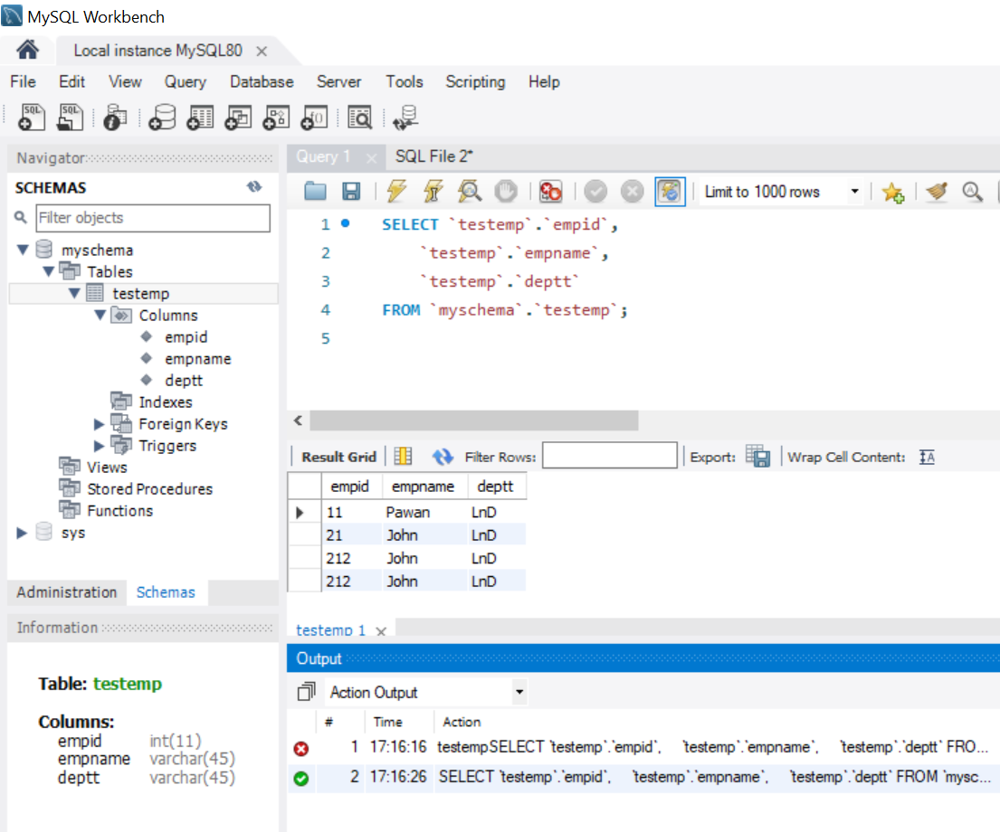 MySQL Workbench
Local instance MySQL80
File Edit View Query Database Server Tools Scripting Help
SQL SQL
Navigator
SCHEMAS
Filter objects
myschema
Tables
testemp
Columns
empid
empname
deptt
Indexes
Foreign Keys
Triggers
Views
Stored Procedures
Functions
sys
Administration Schemas
Information
Table: testemp
Columns:
empid int(11)
empname varchar(45)
deptt varchar(45)
Query 1 SQL File 2*
Limit to 1000 rows
1 SELECT `testemp`.`empid`,
2 `testemp`.`empname`,
3 `testemp`.`deptt`
4 FROM `myschema`.`testemp`;
5
Result Grid Filter Rows: Export: Wrap Cell Content:
empid empname deptt
11 Pawan LnD
21 John LnD
212 John LnD
212 John LnD
testemp 1
Output
Action Output
# Time Action
1 17:16:16 testempSELECT `testemp`.`empid`, `testemp`.`empname`, `testemp`.`deptt` FRO...
2 17:16:26 SELECT `testemp`.`empid`, `testemp`.`empname`, `testemp`.`deptt` FROM `mysc...